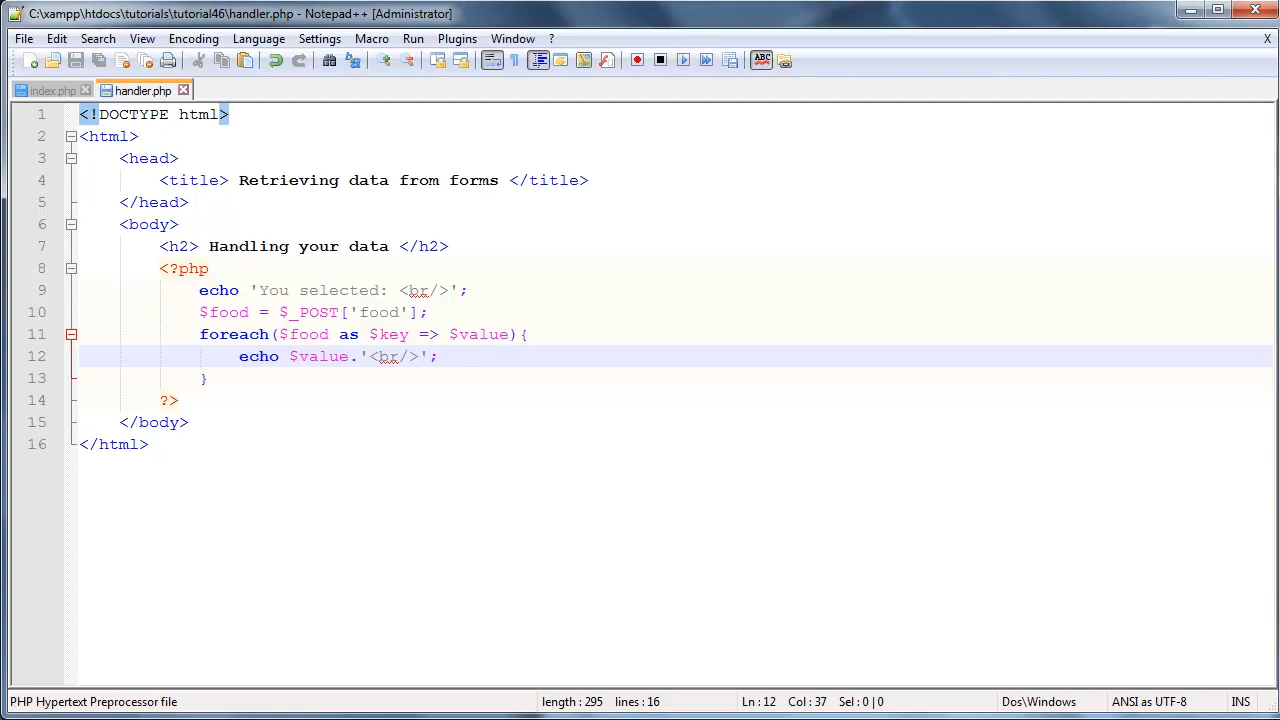 C:\xampp\htdocs\tutorials\tutorial46\handler.php - Notepad++ [Administrator]
File Edit Search View Encoding Language Settings Macro Run Plugins Window ? X
index.php handler.php
1 <!DOCTYPE html>
2 <html>
3 <head>
4 <title> Retrieving data from forms </title>
5 </head>
6 <body>
7 <h2> Handling your data </h2>
8 <?php
9 echo 'You selected: <br/>';
10 $food = $_POST['food'];
11 foreach($food as $key => $value){
12 echo $value.'<br/>';
13 }
14 ?>
15 </body>
16 </html>
PHP Hypertext Preprocessor file length : 295 lines : 16 Ln : 12 Col : 37 Sel : 0 | 0 Dos\Windows ANSI as UTF-8 INS